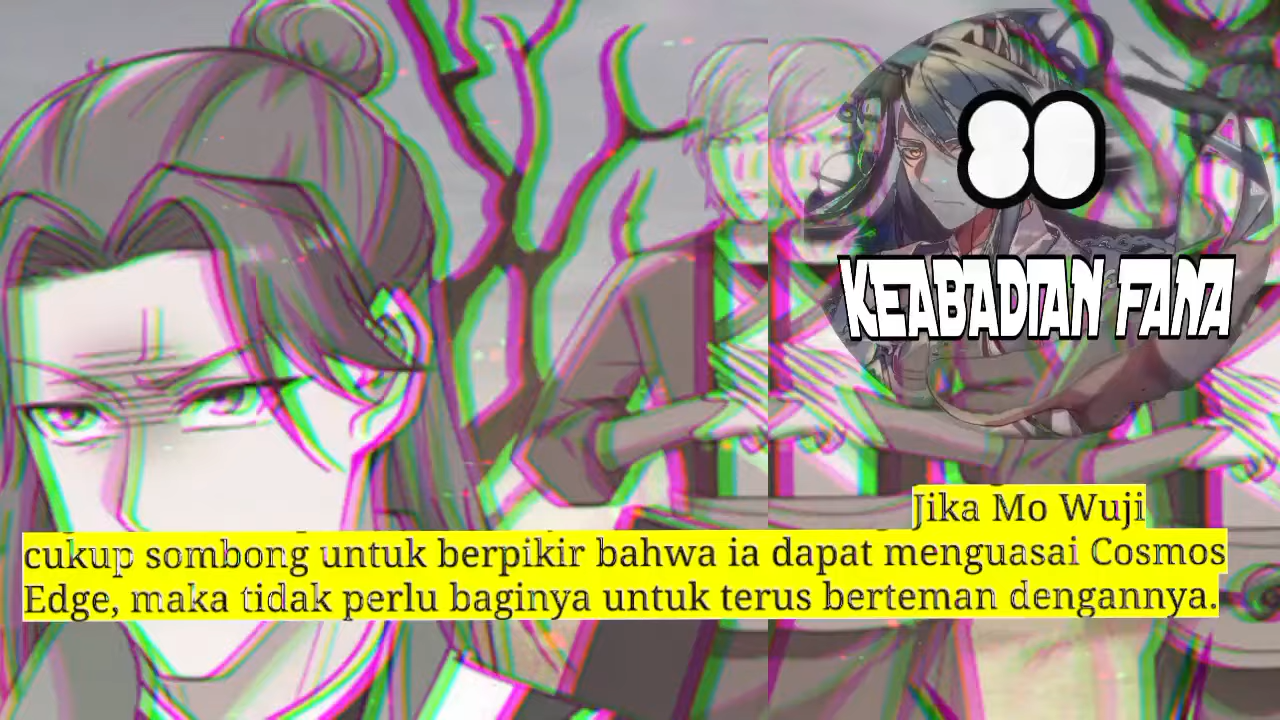 80
KEABADIAN FANA
Jika Mo Wuji
cukup sombong untuk berpikir bahwa ia dapat menguasai Cosmos
Edge, maka tidak perlu baginya untuk terus berteman dengannya.